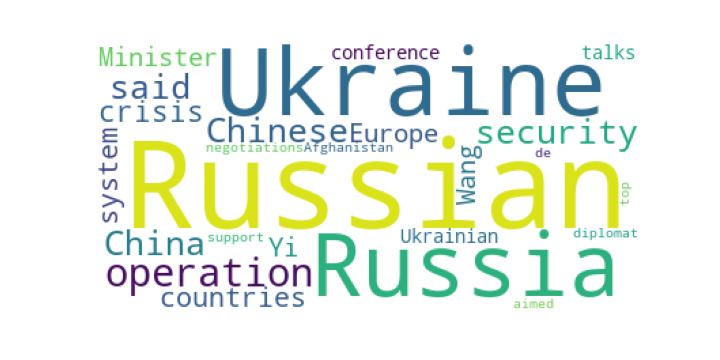 Minister
conference
talks
Ukraine
said
crisis
Chinese
Europe
security
negotiations
Afghanistan
de
system
Russian
Wang
top
China
support
Yi
Ukrainian
diplomat
operation
Russia
countries
aimed